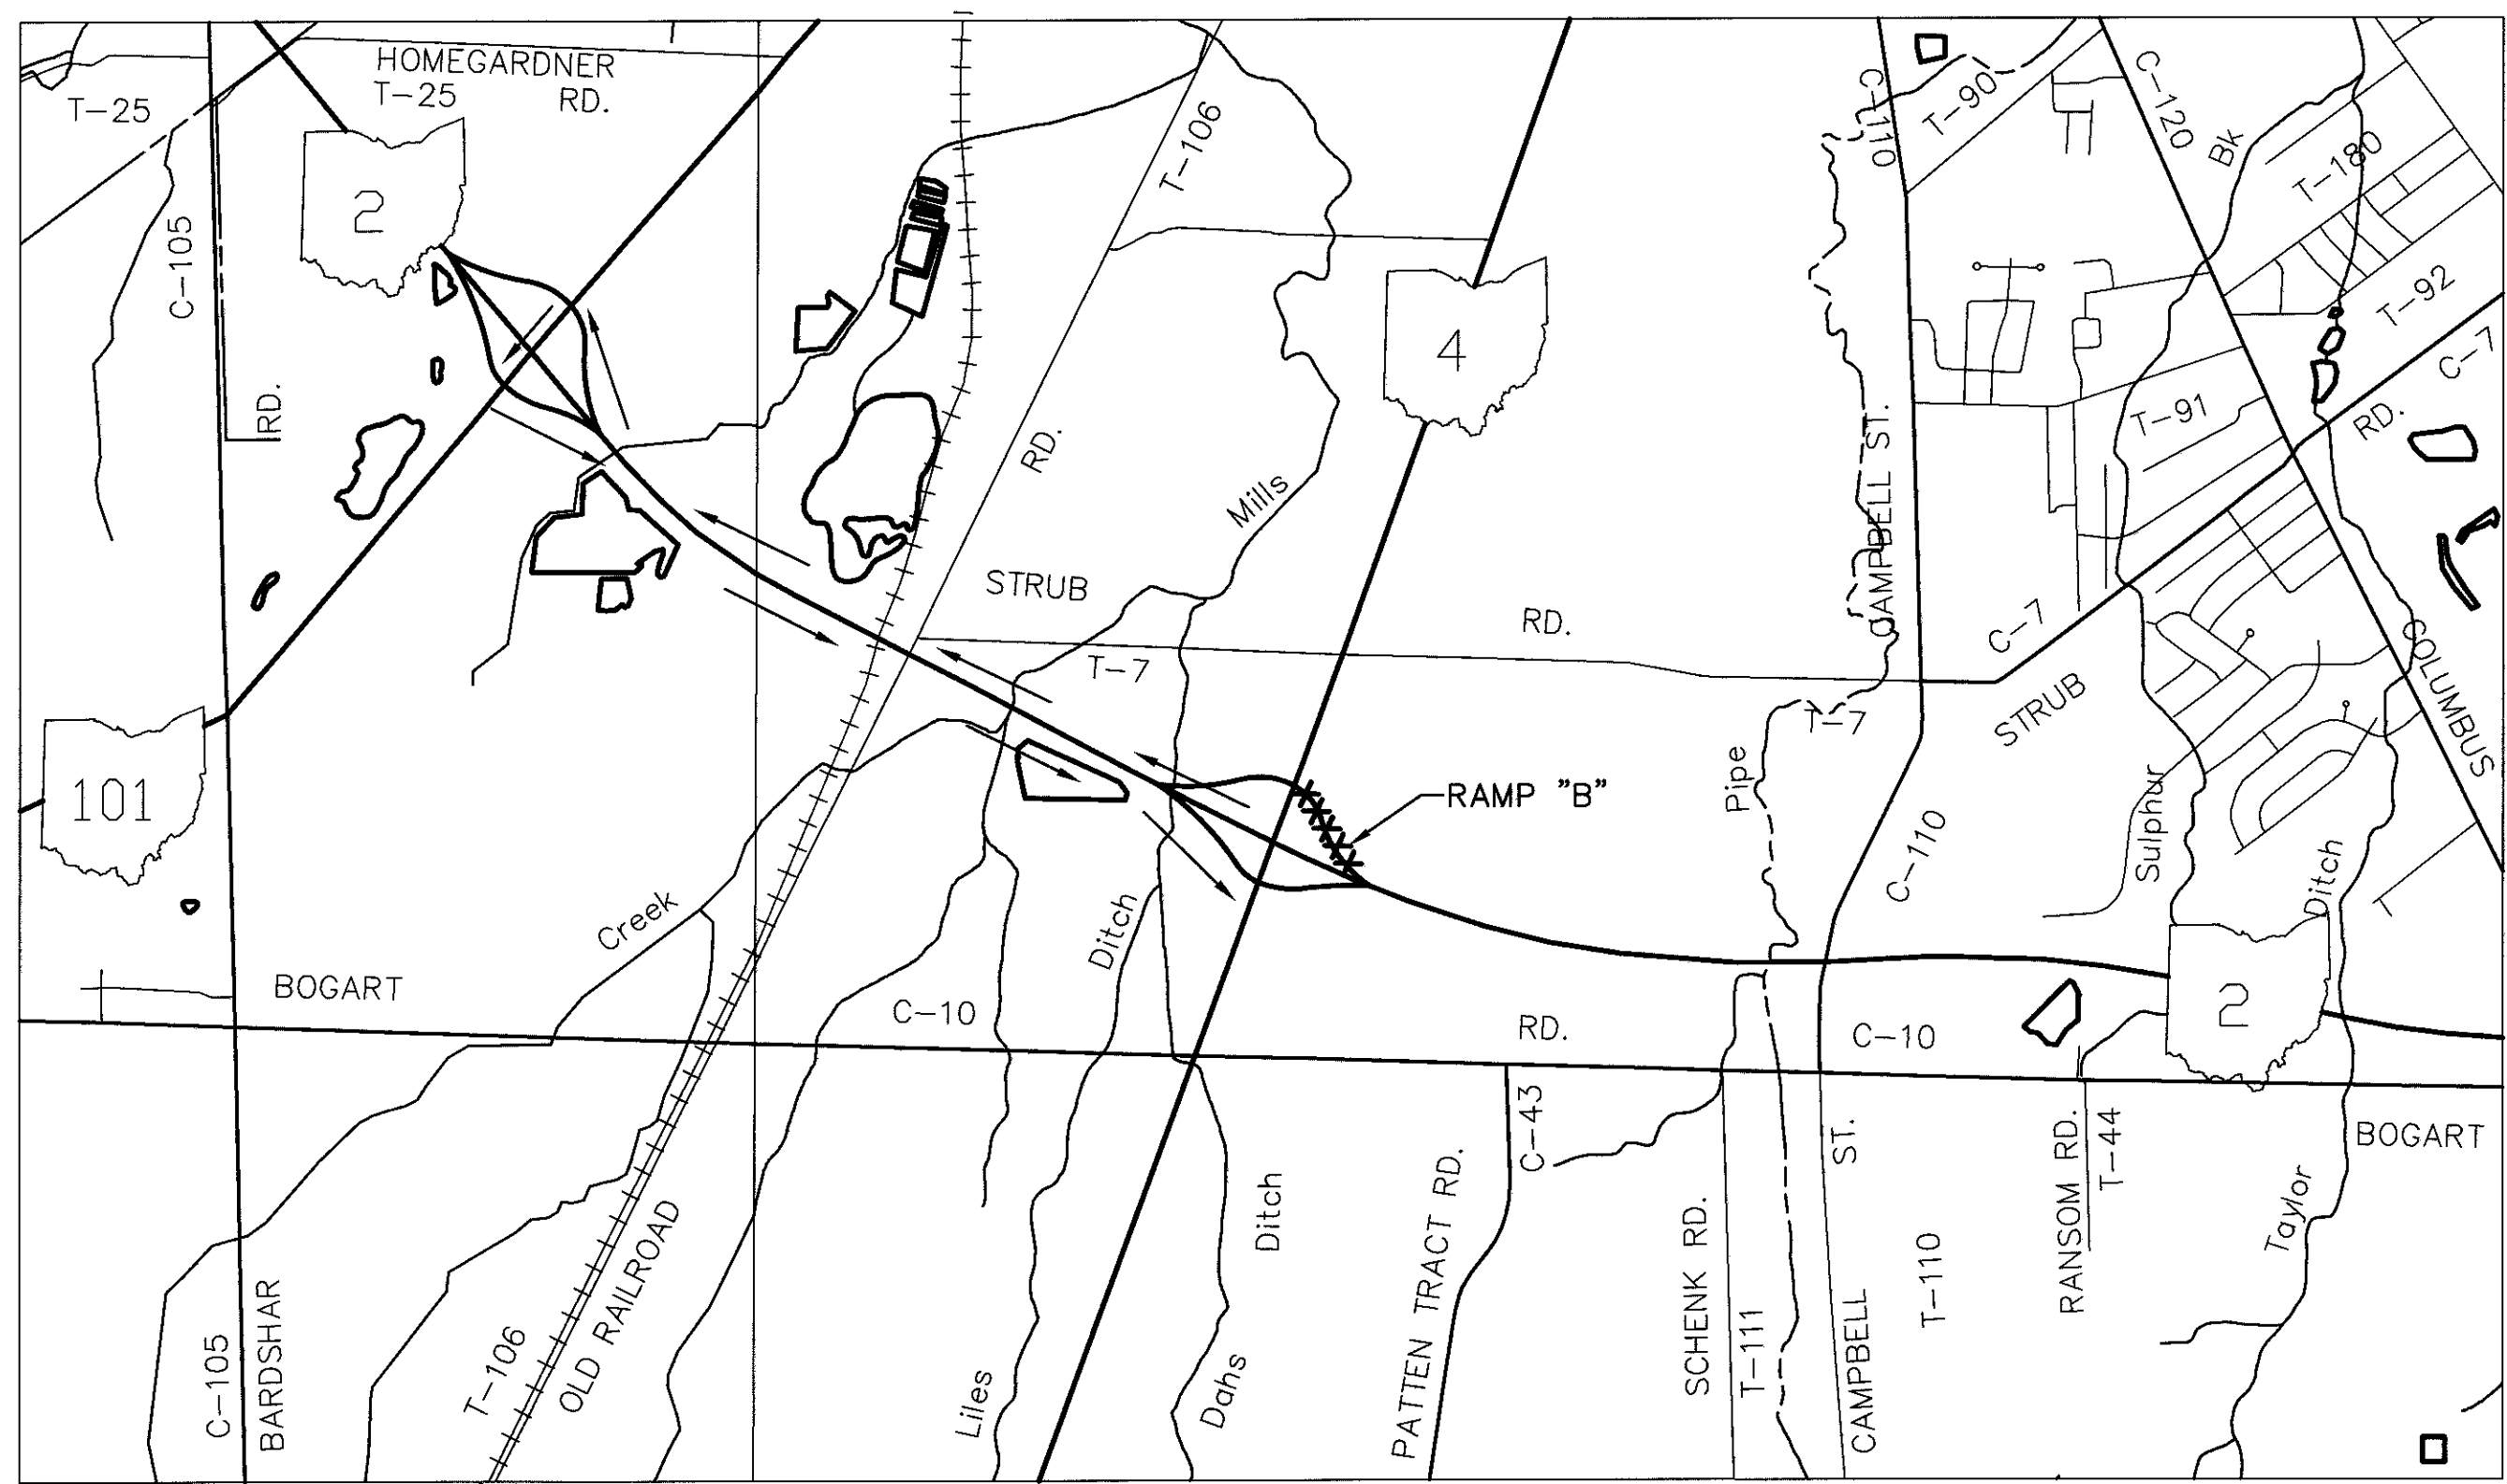 HOMEGARDNER
T-25
RD.
T-25
2
C-105
RD.
T-106
RD.
Mills
4
C-110
T-90
C-120
Bk
T-180
T-92
C-7
RD.
T-91
CAMPBELL ST.
STRUB
RD.
T-7
C-7
STRUB
T-7
COLUMBUS
101
RAMP "B"
Pipe
C-110
Sulphur
Ditch
T
Creek
Ditch
BOGART
C-10
RD.
C-10
2
BOGART
C-43
PATTEN TRACT RD.
SCHENK RD.
T-111
ST.
CAMPBELL
T-110
RANSOM RD.
T-44
Taylor
Ditch
Dahs
Liles
OLD RAILROAD
T-106
BARDSHAR
C-105